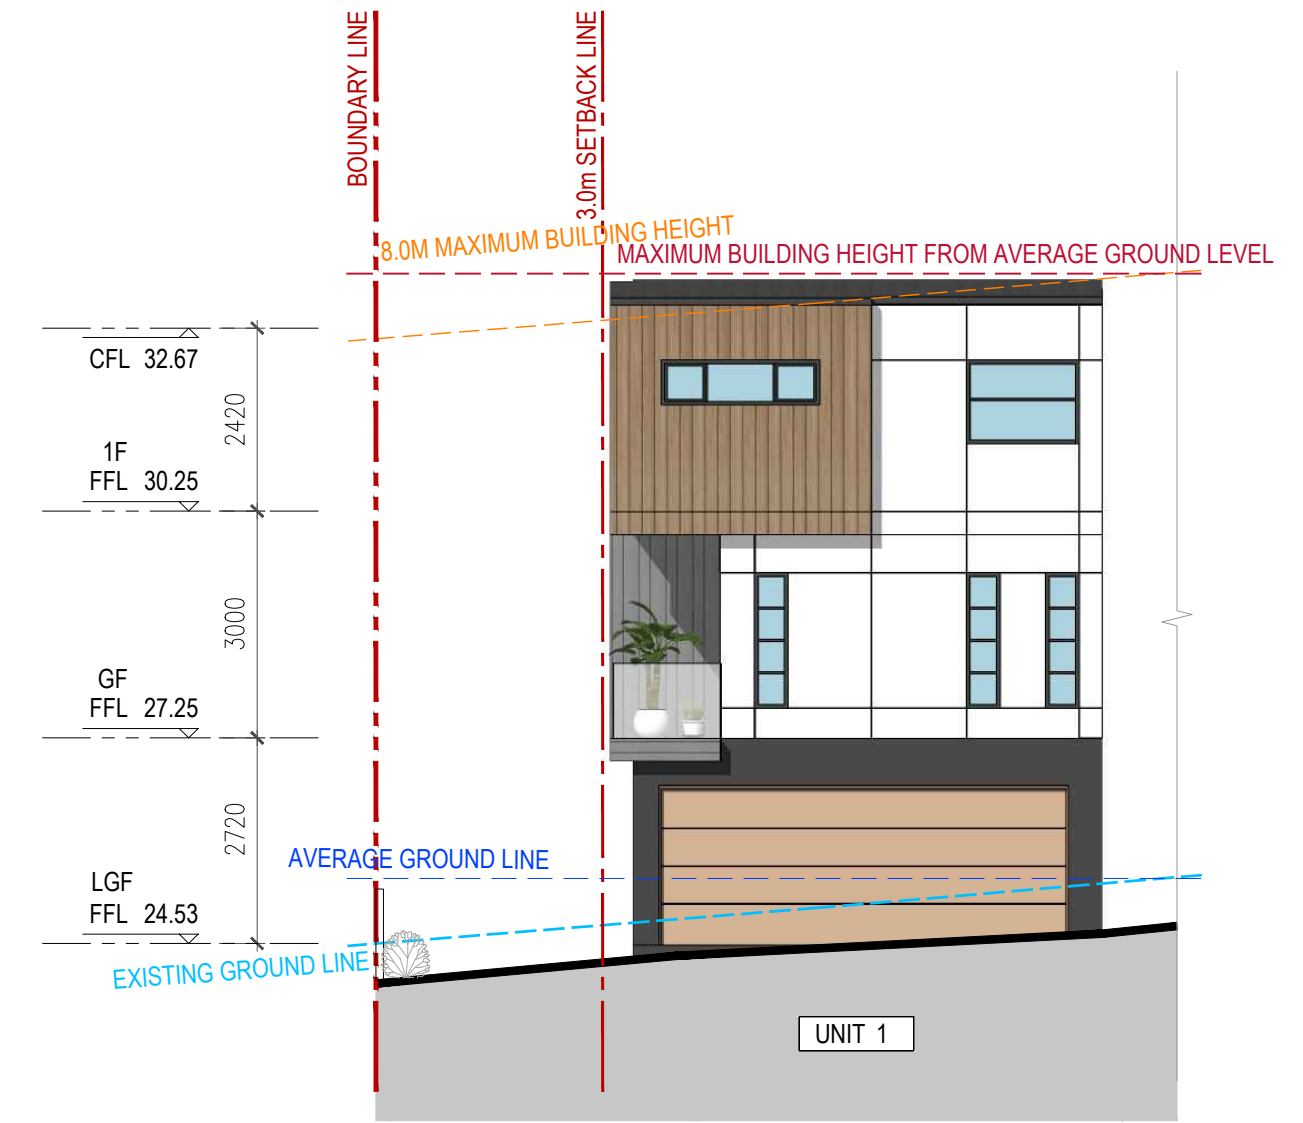 BOUNDARY LINE
3.0m SETBACK LINE
8.0M MAXIMUM BUILDING HEIGHT
MAXIMUM BUILDING HEIGHT FROM AVERAGE GROUND LEVEL
CFL 32.67
2420
1F
FFL 30.25
3000
GF
FFL 27.25
2720
AVERAGE GROUND LINE
LGF
FFL 24.53
EXISTING GROUND LINE
UNIT 1